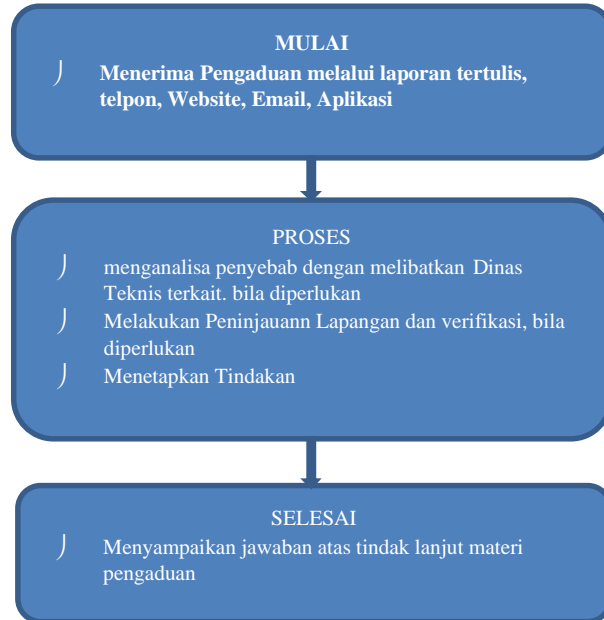 MULAI
Menerima Pengaduan melalui laporan tertulis,
telpon, Website, Email, Aplikasi
PROSES
menganalisa penyebab dengan melibatkan Dinas
Teknis terkait. bila diperlukan
Melakukan Peninjauann Lapangan dan verifikasi, bila
diperlukan
Menetapkan Tindakan
SELESAI
Menyampaikan jawaban atas tindak lanjut materi
pengaduan